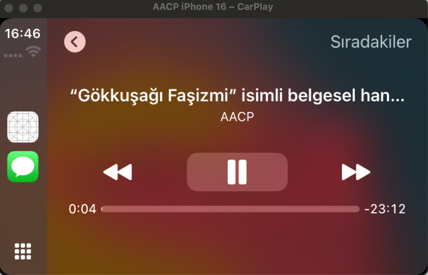 AACP iPhone 16 – CarPlay
16:46
Sıradakiler
“Gökkuşağı Faşizmi” isimli belgesel han...
AACP
0:04
-23:12